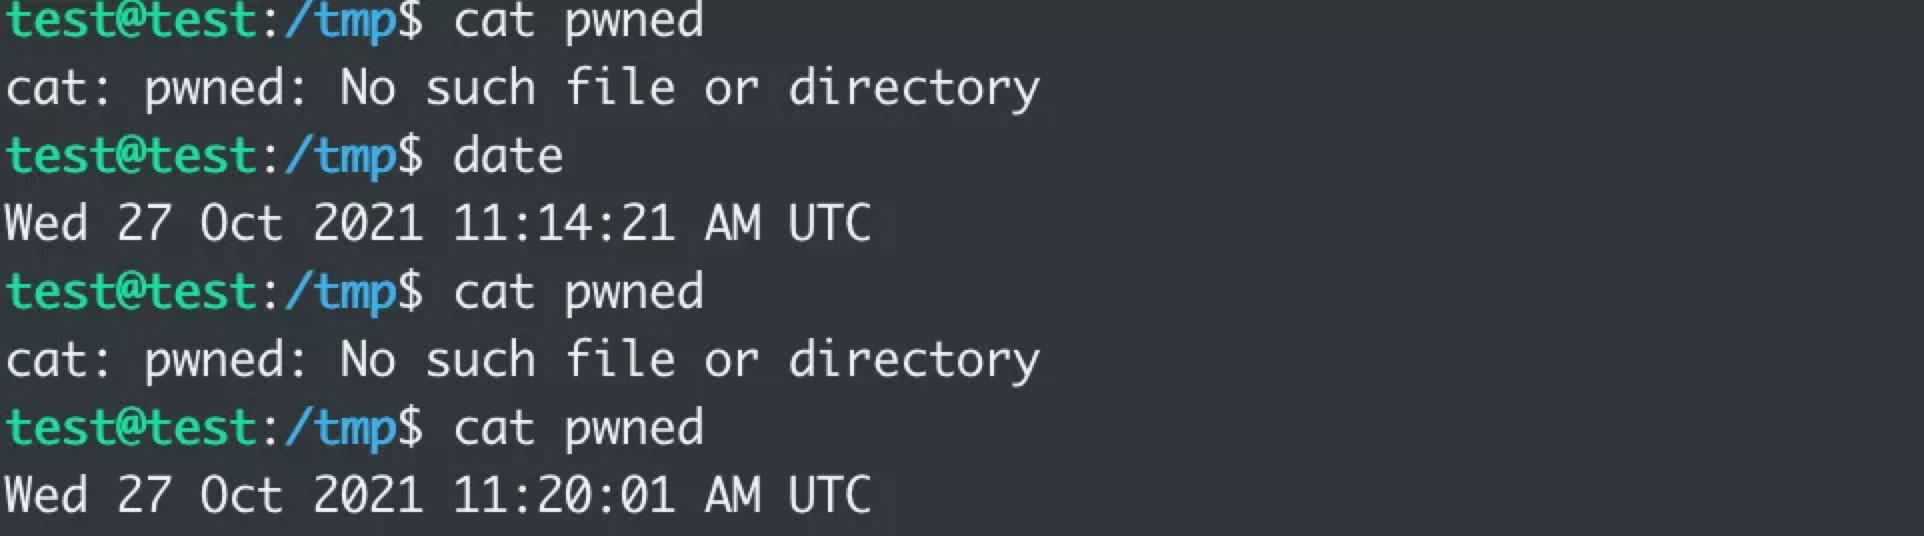 test@test:/tmp$ cat pwned
cat: pwned: No such file or directory
test@test:/tmp$ date
Wed 27 Oct 2021 11:14:21 AM UTC
test@test:/tmp$ cat pwned
cat: pwned: No such file or directory
test@test:/tmp$ cat pwned
Wed 27 Oct 2021 11:20:01 AM UTC